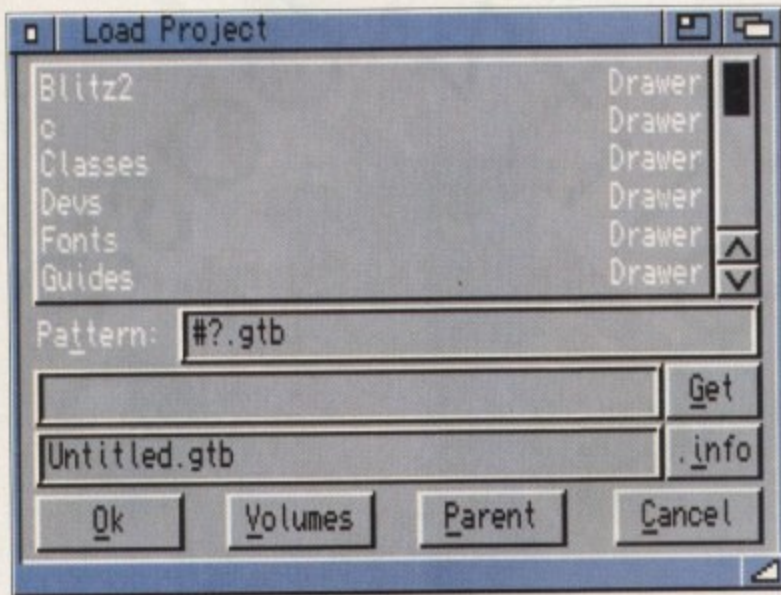 Load Project
Blitz2 Drawer
c Drawer
Classes Drawer
Devs Drawer
Fonts Drawer
Guides Drawer
Pattern: #?.gtb
Get
Untitled.gtb .info
Ok Volumes Parent Cancel